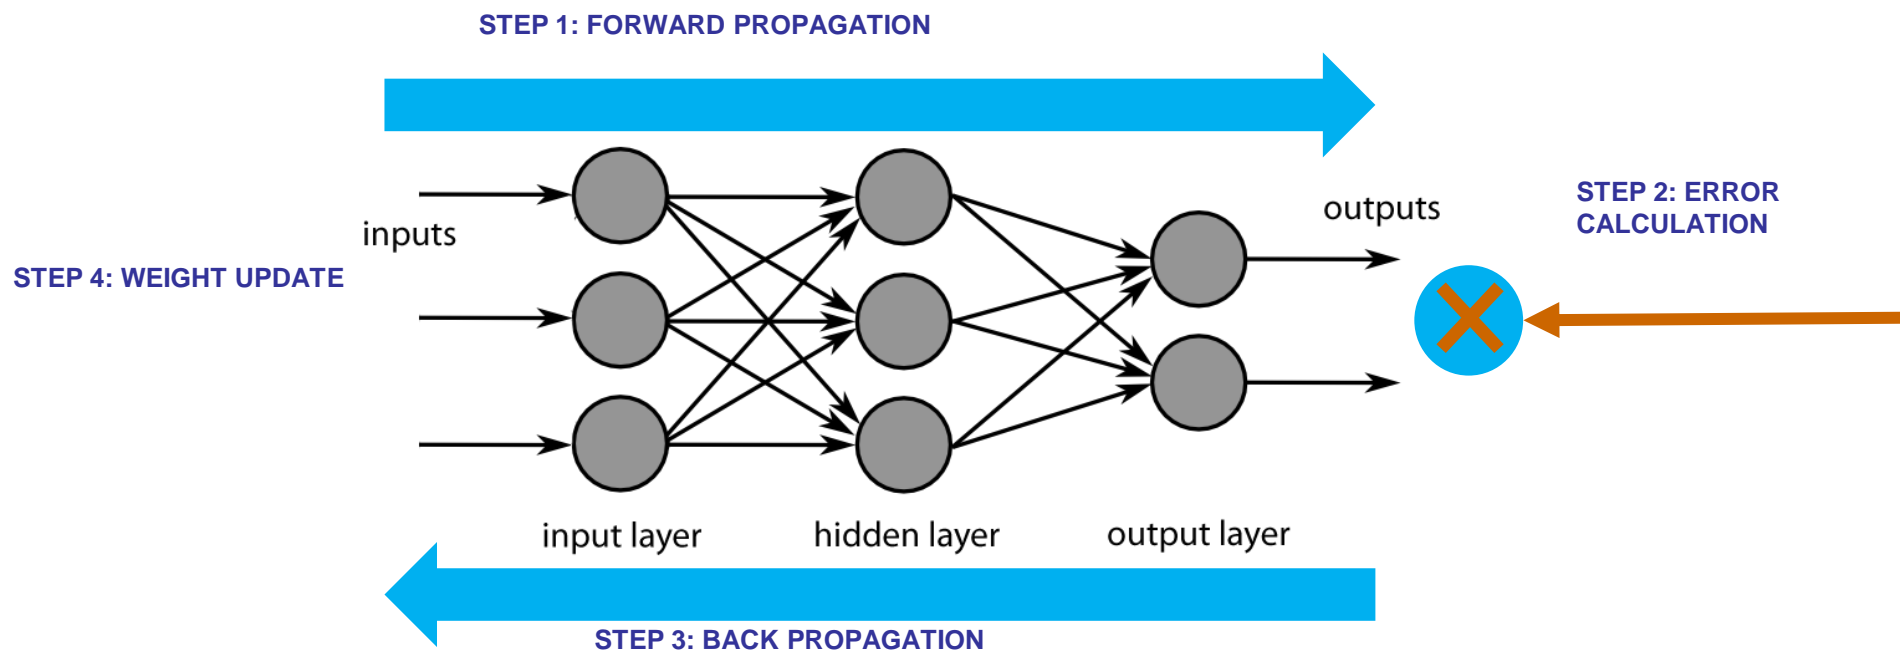 STEP 1: FORWARD PROPAGATION
STEP 2: ERROR
CALCULATION
outputs
inputs
STEP 4: WEIGHT UPDATE
input layer
hidden layer
output layer
STEP 3: BACK PROPAGATION